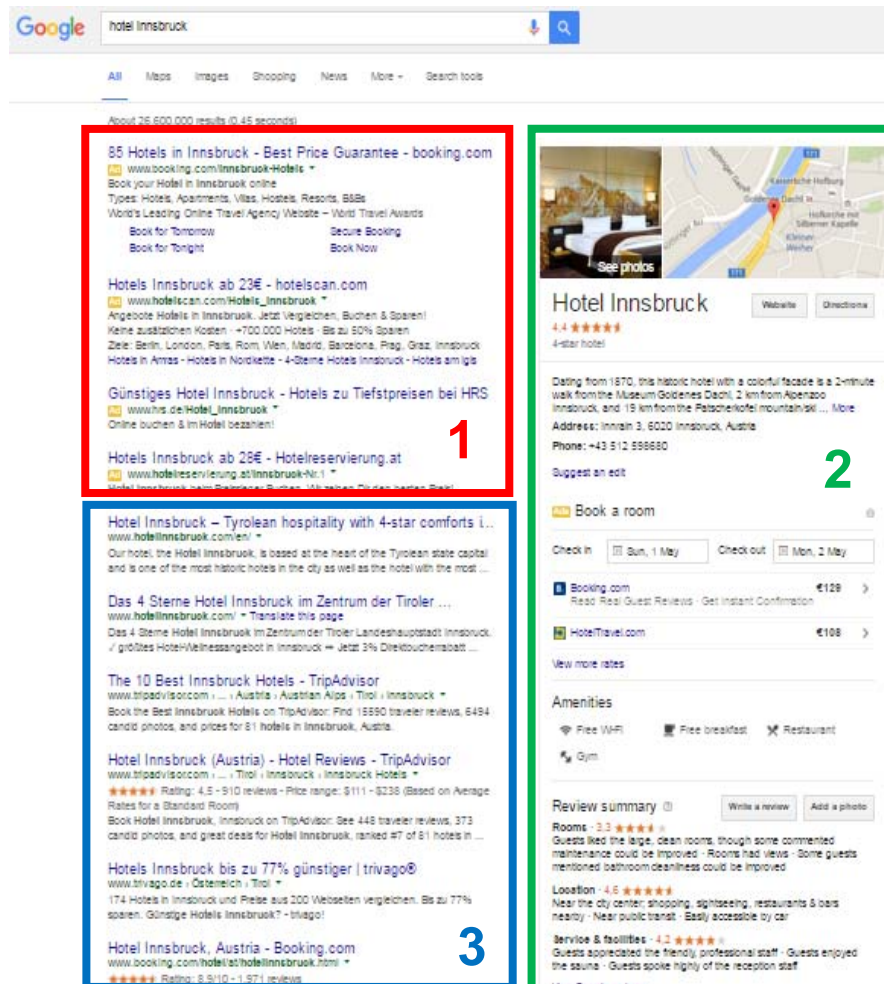 Google
hotel Innsbruck
All Maps Images Shopping News More Search tools
About 26.600.000 results (0.45 seconds)
85 Hotels in Innsbruck - Best Price Guarantee - booking.com
Ad www.booking.com/Innsbruck-Hotels
Book your Hotel in Innsbruck online
Types: Hotels, Apartments, Villas, Hostels, Resorts, B&Bs
World's Leading Online Travel Agency Website – World Travel Awards
Book for Tomorrow Secure Booking
Book for Tonight Book Now
Hotels Innsbruck ab 23€ - hotelscan.com
Ad www.hotelscan.com/Hotels_Innsbruck
Angebote Hotels in Innsbruck. Jetzt Vergleichen, Buchen & Sparen!
Keine zusätzlichen Kosten · +700.000 Hotels · Bis zu 50% Sparen
Ziele: Berlin, London, Paris, Rom, Wien, Madrid, Barcelona, Prag, Graz, Innsbruck
Hotels in Amras - Hotels in Nordkette - 4-Sterne Hotels Innsbruck - Hotels am Igls
Günstiges Hotel Innsbruck - Hotels zu Tiefstpreisen bei HRS
Ad www.hrs.de/Hotel_Innsbruck
Online buchen & im Hotel bezahlen!
1
Hotels Innsbruck ab 28€ - Hotelreservierung.at
Ad www.hotelreservierung.at/Innsbruck-Nr.1
Hotel Innsbruck beim Preissieger Buchen. Wir zeigen Dir den besten Preis!
Hotel Innsbruck – Tyrolean hospitality with 4-star comforts i...
www.hotelinnsbruck.com/en/
Our hotel, the Hotel Innsbruck, is based at the heart of the Tyrolean state capital
and is one of the most historic hotels in the city as well as the hotel with the most ...
Das 4 Sterne Hotel Innsbruck im Zentrum der Tiroler ...
www.hotelinnsbruck.com/ Translate this page
Das 4 Sterne Hotel Innsbruck im Zentrum der Tiroler Landeshauptstadt Innsbruck.
✓ größtes Hotel-Wellnessangebot in Innsbruck ➡ Jetzt 3% Direktbucherrabatt ...
The 10 Best Innsbruck Hotels - TripAdvisor
www.tripadvisor.com › ... › Austria › Austrian Alps › Tirol › Innsbruck
Book the Best Innsbruck Hotels on TripAdvisor: Find 15590 traveler reviews, 6494
candid photos, and prices for 81 hotels in Innsbruck, Austria.
Hotel Innsbruck (Austria) - Hotel Reviews - TripAdvisor
www.tripadvisor.com › ... › Tirol › Innsbruck › Innsbruck Hotels
Rating: 4,5 - 910 reviews - Price range: $111 - $238 (Based on Average
Rates for a Standard Room)
Book Hotel Innsbruck, Innsbruck on TripAdvisor: See 448 traveler reviews, 373
candid photos, and great deals for Hotel Innsbruck, ranked #7 of 81 hotels in ...
Hotels Innsbruck bis zu 77% günstiger | trivago®
www.trivago.de › Österreich › Tirol
174 Hotels in Innsbruck und Preise aus 200 Webseiten vergleichen. Bis zu 77%
sparen. Günstige Hotels Innsbruck? - trivago!
Hotel Innsbruck, Austria - Booking.com
www.booking.com/hotel/at/hotelinnsbruck.html
Rating: 8,9/10 - 1.971 reviews
3
See photos
111
Kaiserliche Hofburg
Goldenes Dachl
Hofkirche mit
Silberner Kapelle
Kleiner
111
Hotel Innsbruck
Website Directions
4,4
4-star hotel
Dating from 1870, this historic hotel with a colorful facade is a 2-minute
walk from the Museum Goldenes Dachl, 2 km from Alpenzoo
Innsbruck, and 19 km from the Patscherkofel mountain/ski ... More
Address: Innrain 3, 6020 Innsbruck, Austria
Phone: +43 512 598680
2
Suggest an edit
Ads Book a room
Check in Sun, 1 May Check out Mon, 2 May
Booking.com €129
Read Real Guest Reviews · Get Instant Confirmation
HotelTravel.com €108
View more rates
Amenities
Free Wi-Fi Free breakfast Restaurant
Gym
Review summary Write a review Add a photo
Rooms · 3,3
Guests liked the large, clean rooms, though some commented
maintenance could be improved · Rooms had views · Some guests
mentioned bathroom cleanliness could be improved
Location · 4,6
Near the city center; shopping, sightseeing, restaurants & bars
nearby · Near public transit · Easily accessible by car
Service & facilities · 4,2
Guests appreciated the friendly, professional staff · Guests enjoyed
the sauna · Guests spoke highly of the reception staff